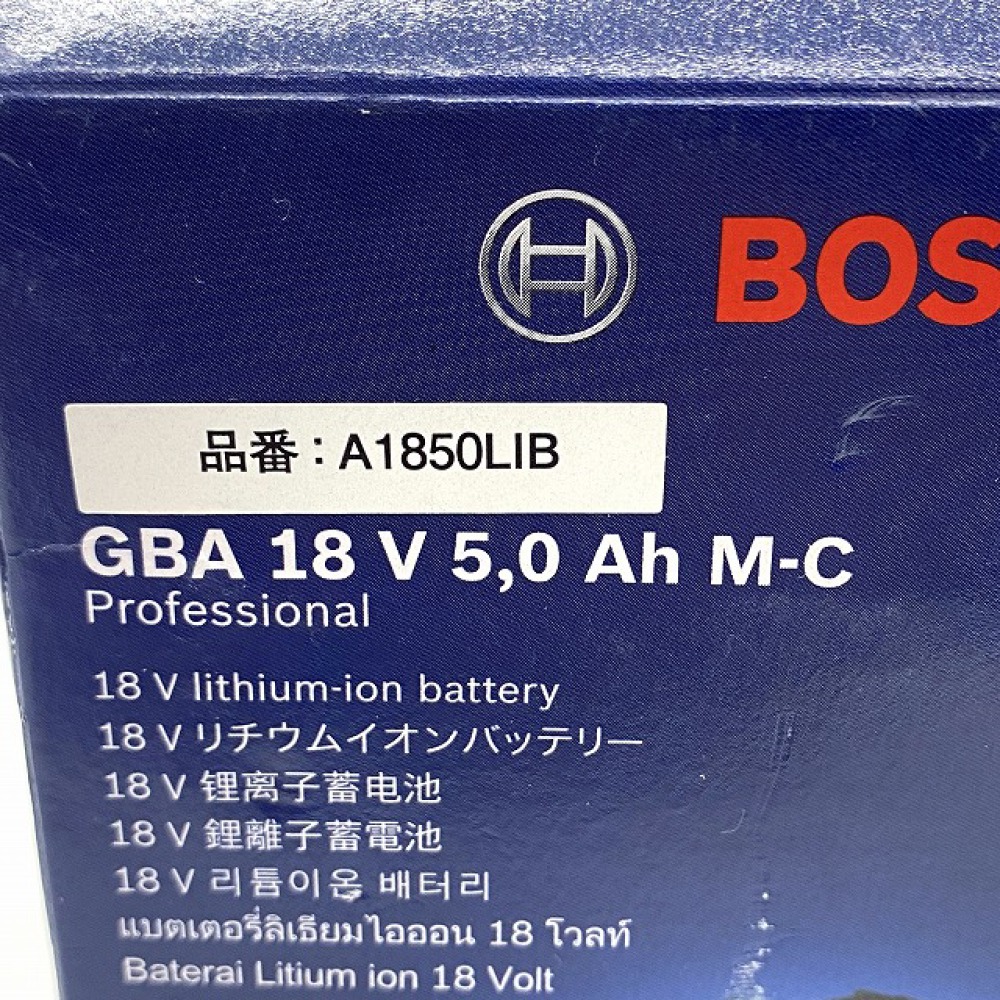 BOS
品番：A1850LIB
GBA 18 V 5,0 Ah M-C
Professional
18 V lithium-ion battery
18 V リチウムイオンバッテリー
18 V 锂离子蓄电池
18 V 鋰離子蓄電池
18 V 리튬이온 배터리
แบตเตอรี่ลิเธียมไอออน 18 โวลท์
Baterai Litium ion 18 Volt